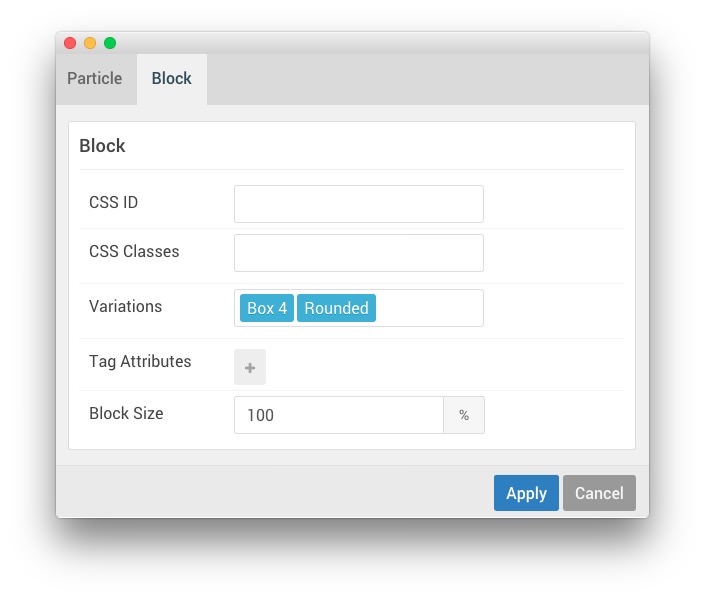 Particle Block
Block
CSS ID
CSS Classes
Variations Box 4 Rounded
Tag Attributes +
Block Size 100 %
Apply Cancel